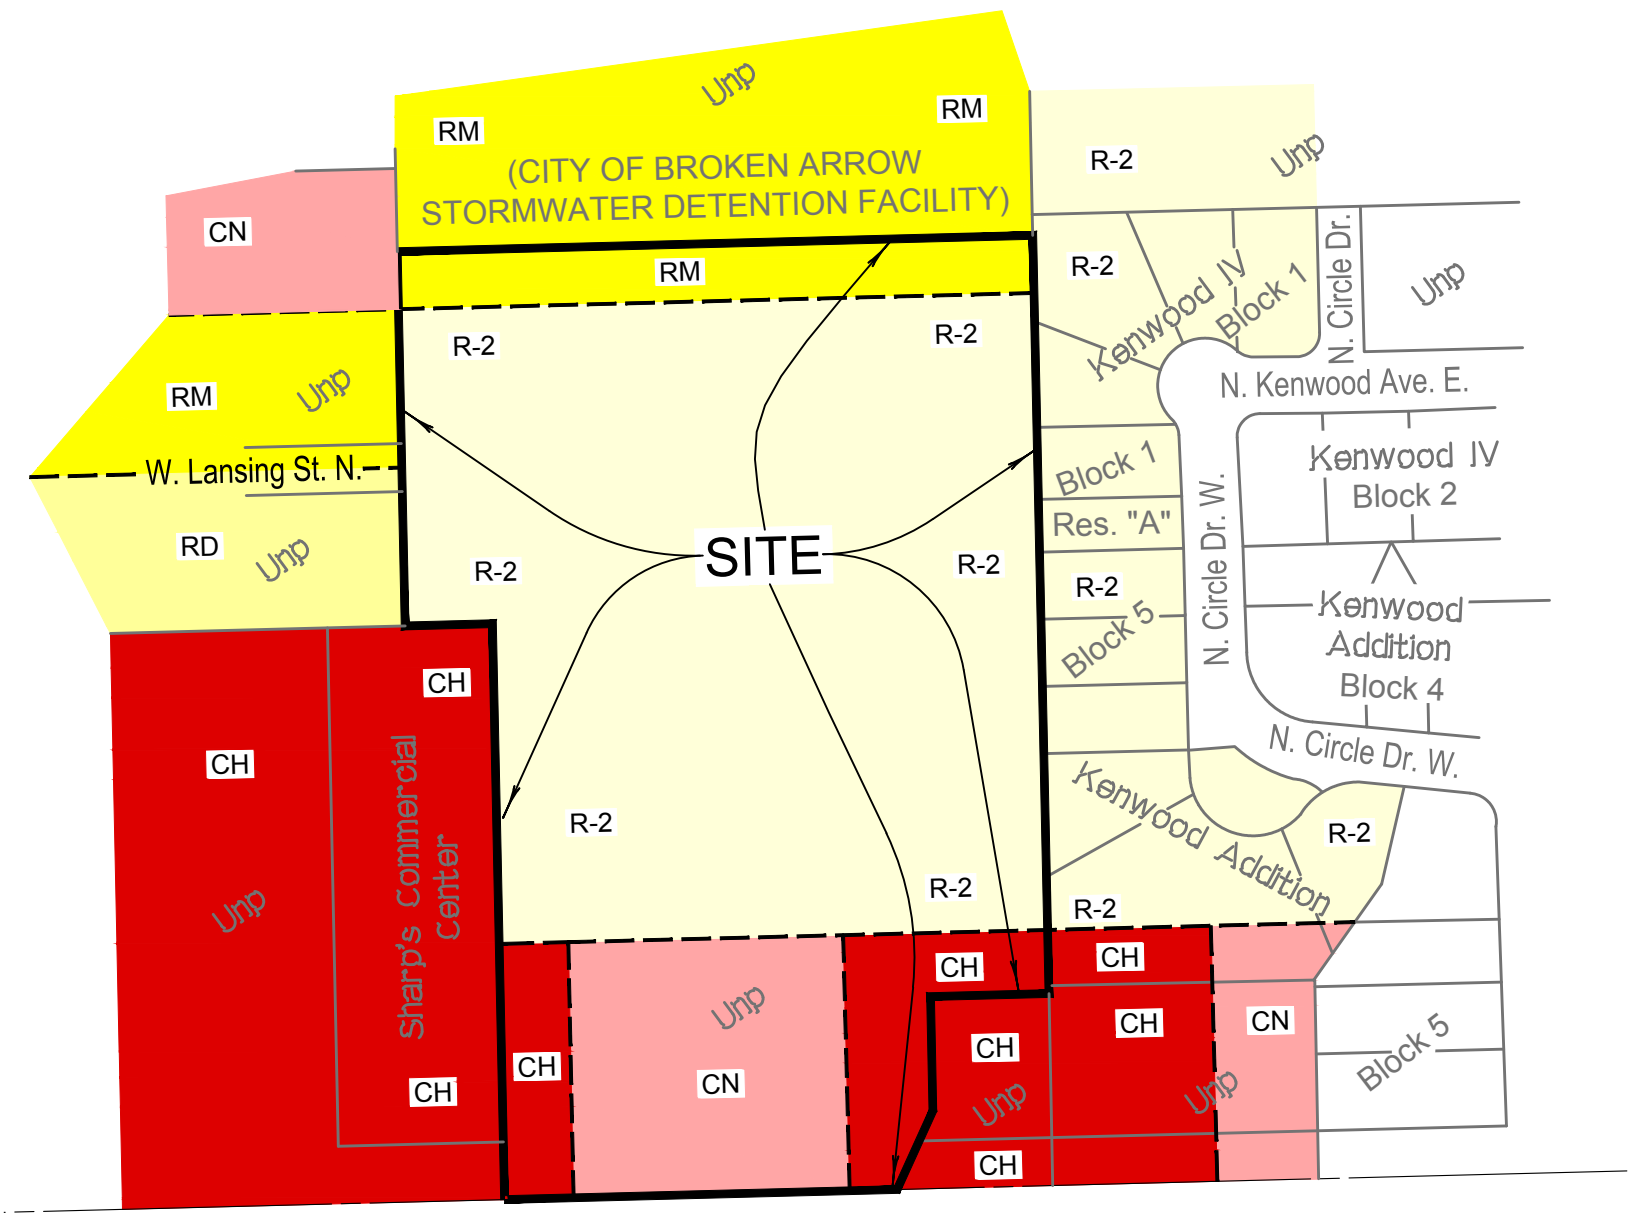 Unp
RM
RM
(CITY OF BROKEN ARROW
STORMWATER DETENTION FACILITY)
R-2
Unp
CN
RM
R-2
Kenwood IV
Block 1
N. Circle Dr.
Unp
R-2
R-2
N. Kenwood Ave. E.
RM
Unp
W. Lansing St. N.
Block 1
Kenwood IV
Block 2
Res. "A"
RD
Unp
R-2
SITE
R-2
R-2
Block 5
N. Circle Dr. W.
Kenwood
Addition
Block 4
CH
CH
Sharp's Commercial
Center
N. Circle Dr. W.
Kenwood Addition
R-2
R-2
R-2
R-2
Unp
CH
CH
Unp
CH
CN
CH
CH
CN
Block 5
CH
CN
Unp
Unp
CH